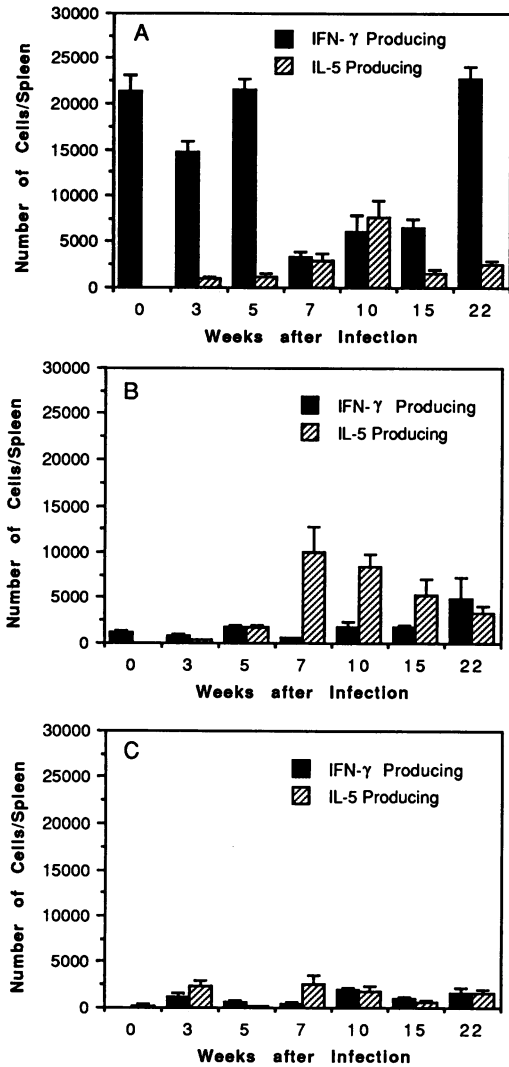 A
30000
25000
20000
15000
10000
5000
0
Number of Cells/Spleen
IFN-γ Producing
IL-5 Producing
0 3 5 7 10 15 22
Weeks after Infection
B
30000
25000
20000
15000
10000
5000
0
Number of Cells/Spleen
IFN-γ Producing
IL-5 Producing
0 3 5 7 10 15 22
Weeks after Infection
C
30000
25000
20000
15000
10000
5000
0
Number of Cells/Spleen
IFN-γ Producing
IL-5 Producing
0 3 5 7 10 15 22
Weeks after Infection